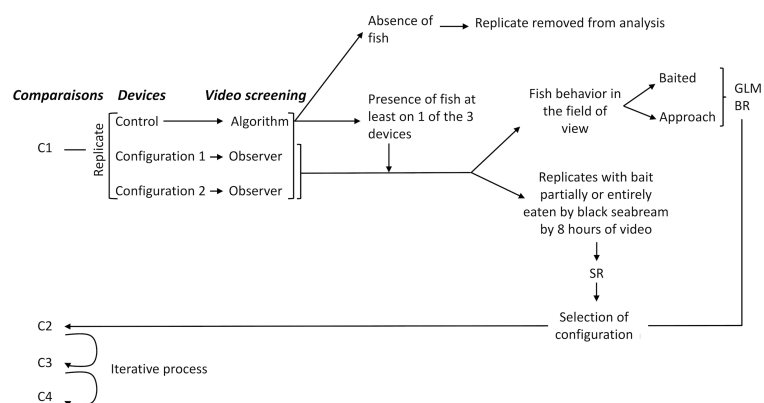 Absence of
fish
Replicate removed from analysis
Comparaisons
Devices
Video screening
Control
Algorithm
Presence of fish at
least on 1 of the 3
devices
Fish behavior in
the field of
view
Baited
Approach
GLM
BR
C1
Replicate
Configuration 1
Observer
Configuration 2
Observer
Replicates with bait
partially or entirely
eaten by black seabream
by 8 hours of video
SR
Selection of
configuration
C2
C3
Iterative process
C4